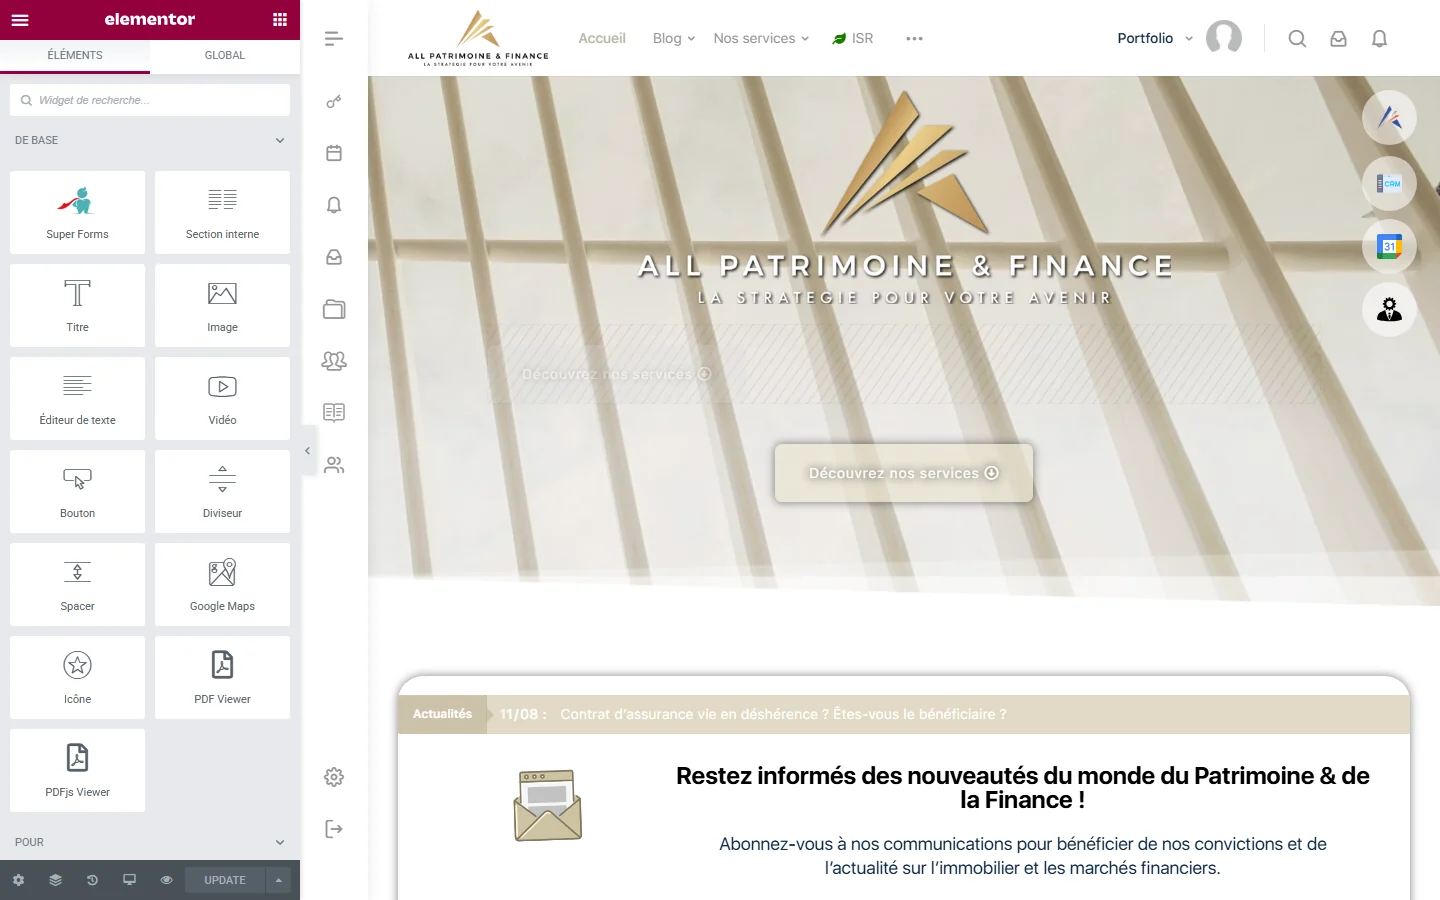 elementor
ÉLÉMENTS
GLOBAL
Widget de recherche...
DE BASE
Super Forms
Section interne
Titre
Image
Éditeur de texte
Vidéo
Bouton
Diviseur
Spacer
Google Maps
Icône
PDF Viewer
PDFjs Viewer
POUR
UPDATE
ALL PATRIMOINE & FINANCE
LA STRATEGIE POUR VOTRE AVENIR
Accueil
Blog
Nos services
ISR
Portfolio
CRM
31
ALL PATRIMOINE & FINANCE
LA STRATEGIE POUR VOTRE AVENIR
Découvrez nos services
Découvrez nos services
Actualités
11/08 : Contrat d'assurance vie en déshérence ? Êtes-vous le bénéficiaire ?
Restez informés des nouveautés du monde du Patrimoine & de
la Finance !
Abonnez-vous à nos communications pour bénéficier de nos convictions et de
l'actualité sur l'immobilier et les marchés financiers.